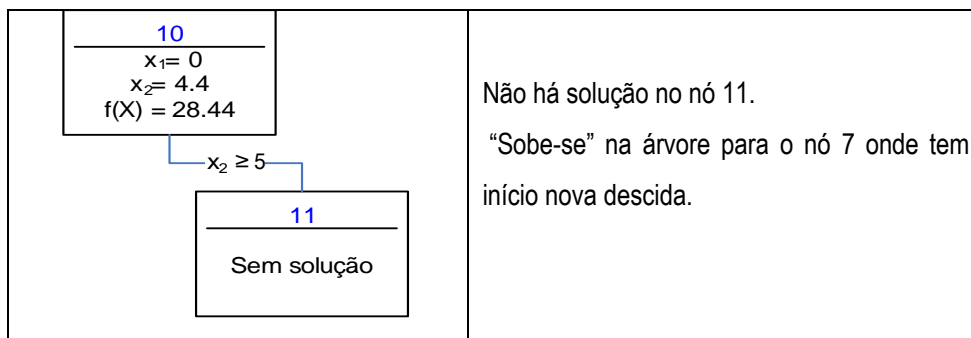 10
x₁= 0
x₂= 4.4
f(X) = 28.44
x₂ ≥ 5
11
Sem solução
Não há solução no nó 11.
“Sobe-se” na árvore para o nó 7 onde tem
início nova descida.